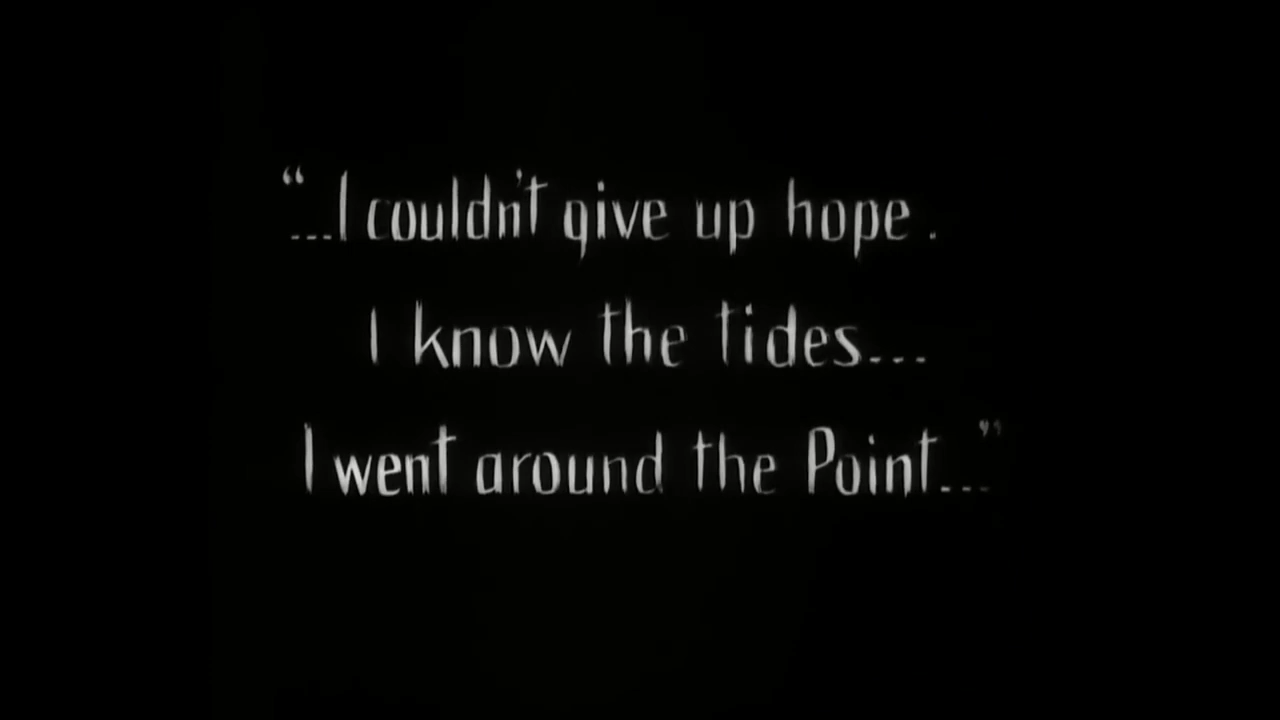 “...I couldn't give up hope.
I know the tides...
I went around the Point...”